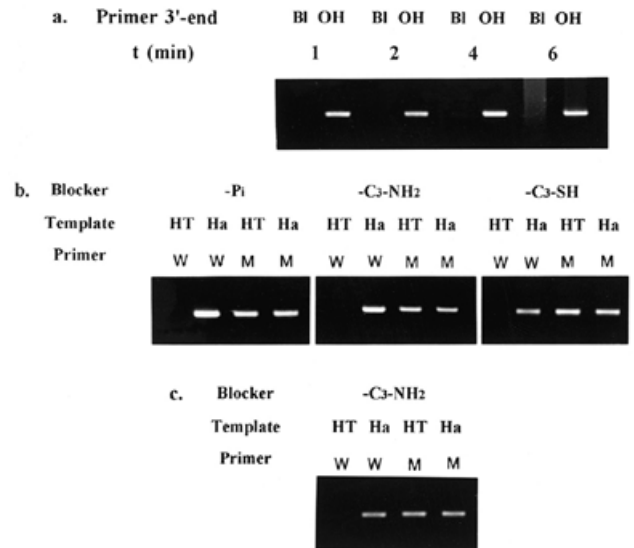 a. Primer 3'-end Bl OH Bl OH Bl OH Bl OH
t (min) 1 2 4 6
b. Blocker -Pi -C3-NH2 -C3-SH
Template HT Ha HT Ha HT Ha HT Ha HT Ha HT Ha
Primer W W M M W W M M W W M M
c. Blocker -C3-NH2
Template HT Ha HT Ha
Primer W W M M